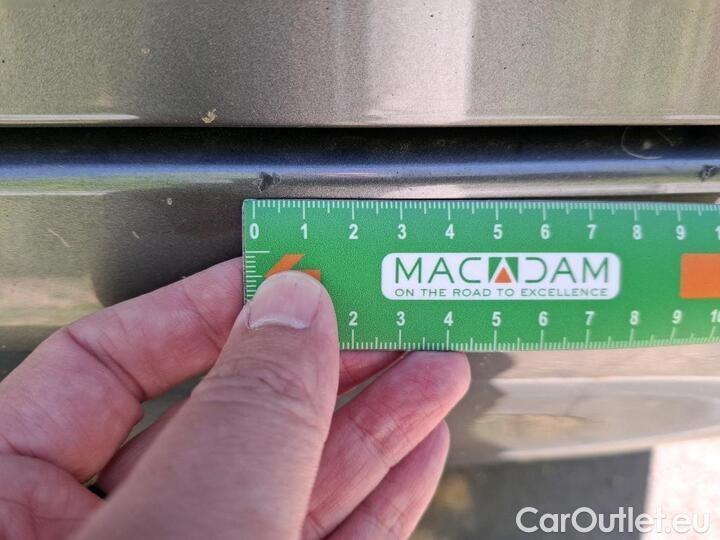 0 1 2 3 4 5 6 7 8 9
MACADAM
ON THE ROAD TO EXCELLENCE
2 3 4 5 6 7 8 9 10
CarOutlet.eu